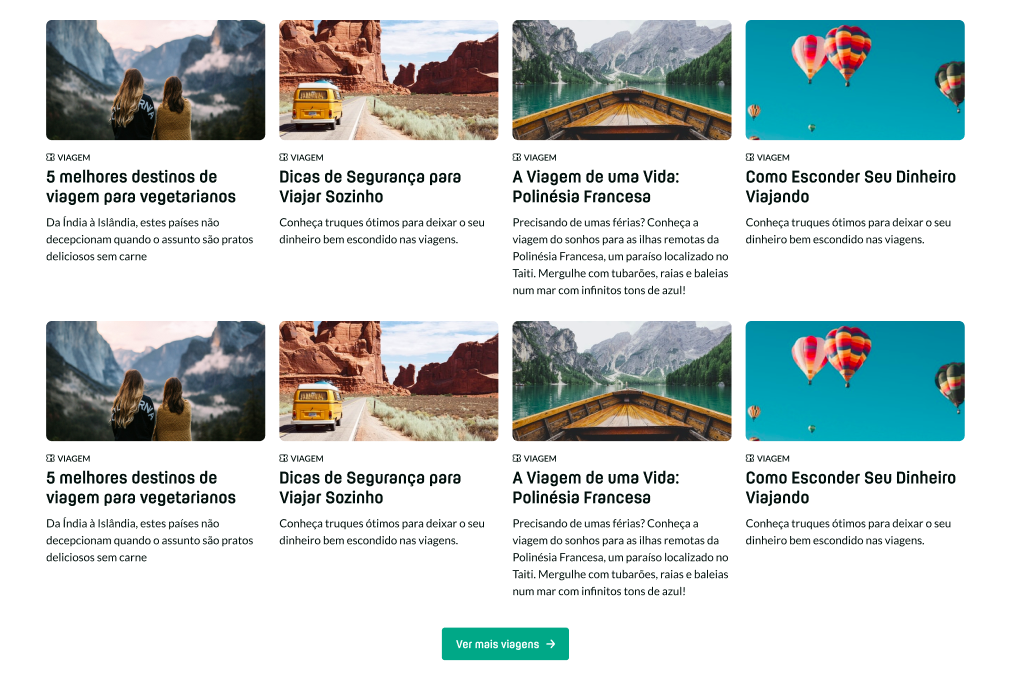 VIAGEM
5 melhores destinos de
viagem para vegetarianos
Da Índia à Islândia, estes países não
decepcionam quando o assunto são pratos
deliciosos sem carne
VIAGEM
Dicas de Segurança para
Viajar Sozinho
Conheça truques ótimos para deixar o seu
dinheiro bem escondido nas viagens.
VIAGEM
A Viagem de uma Vida:
Polinésia Francesa
Precisando de umas férias? Conheça a
viagem do sonhos para as ilhas remotas da
Polinésia Francesa, um paraíso localizado no
Taiti. Mergulhe com tubarões, raias e baleias
num mar com infinitos tons de azul!
VIAGEM
Como Esconder Seu Dinheiro
Viajando
Conheça truques ótimos para deixar o seu
dinheiro bem escondido nas viagens.
VIAGEM
5 melhores destinos de
viagem para vegetarianos
Da Índia à Islândia, estes países não
decepcionam quando o assunto são pratos
deliciosos sem carne
VIAGEM
Dicas de Segurança para
Viajar Sozinho
Conheça truques ótimos para deixar o seu
dinheiro bem escondido nas viagens.
VIAGEM
A Viagem de uma Vida:
Polinésia Francesa
Precisando de umas férias? Conheça a
viagem do sonhos para as ilhas remotas da
Polinésia Francesa, um paraíso localizado no
Taiti. Mergulhe com tubarões, raias e baleias
num mar com infinitos tons de azul!
VIAGEM
Como Esconder Seu Dinheiro
Viajando
Conheça truques ótimos para deixar o seu
dinheiro bem escondido nas viagens.
Ver mais viagens →